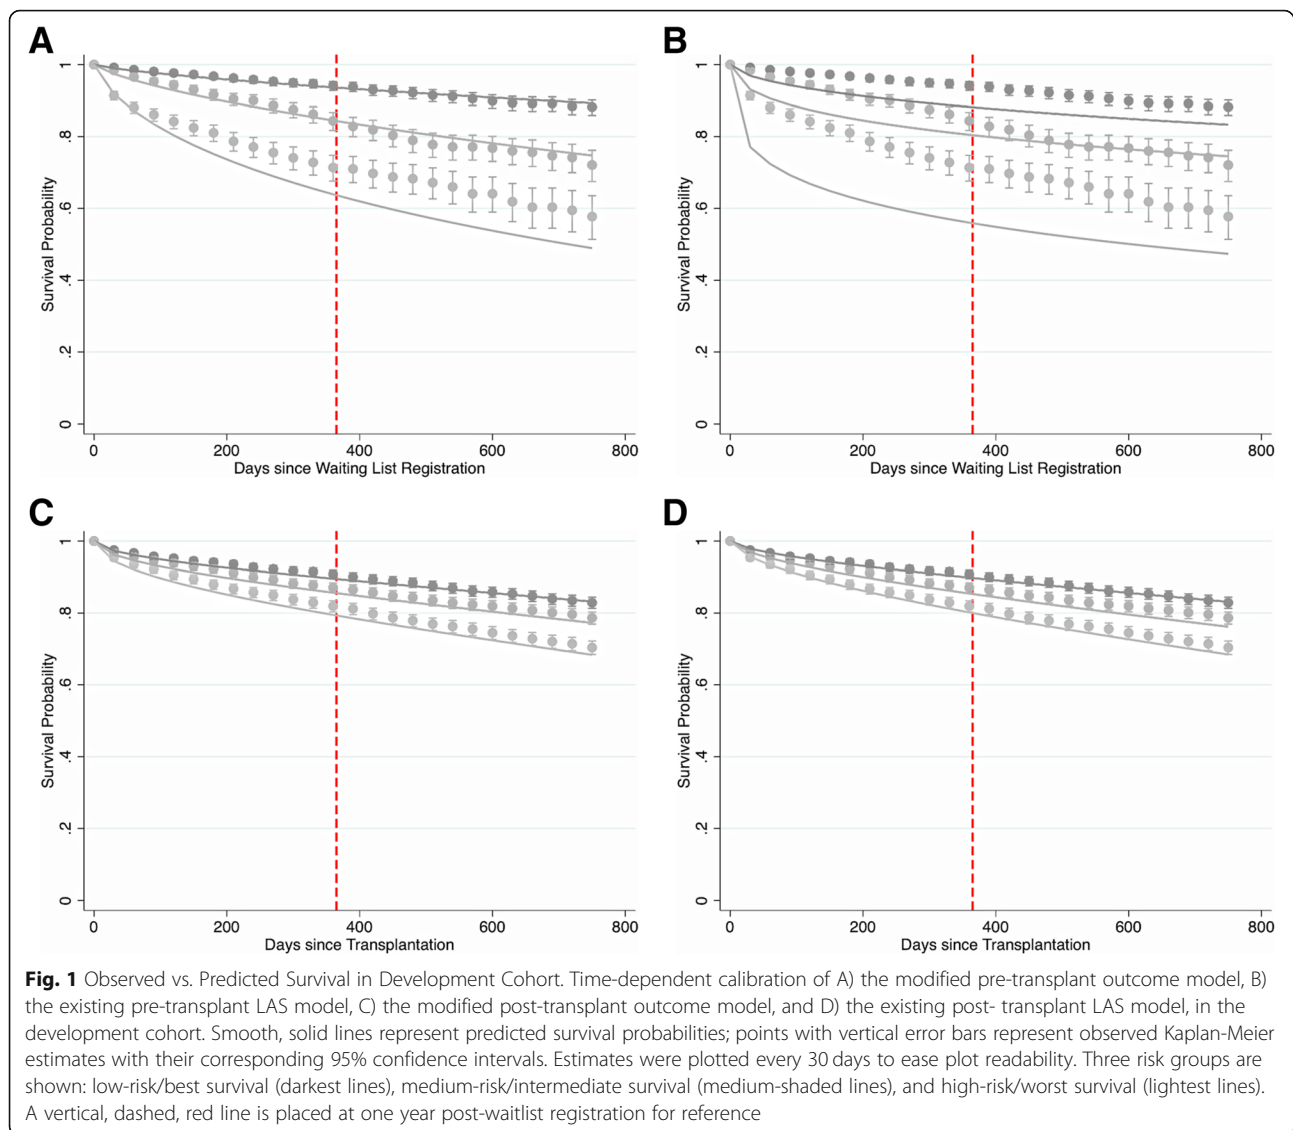 A
B
1
.8
.6
.4
.2
0
Survival Probability
0 200 400 600 800
Days since Waiting List Registration
1
.8
.6
.4
.2
0
Survival Probability
0 200 400 600 800
Days since Waiting List Registration
C
D
1
.8
.6
.4
.2
0
Survival Probability
0 200 400 600 800
Days since Transplantation
1
.8
.6
.4
.2
0
Survival Probability
0 200 400 600 800
Days since Transplantation
Fig. 1 Observed vs. Predicted Survival in Development Cohort. Time-dependent calibration of A) the modified pre-transplant outcome model, B)
the existing pre-transplant LAS model, C) the modified post-transplant outcome model, and D) the existing post- transplant LAS model, in the
development cohort. Smooth, solid lines represent predicted survival probabilities; points with vertical error bars represent observed Kaplan-Meier
estimates with their corresponding 95% confidence intervals. Estimates were plotted every 30 days to ease plot readability. Three risk groups are
shown: low-risk/best survival (darkest lines), medium-risk/intermediate survival (medium-shaded lines), and high-risk/worst survival (lightest lines).
A vertical, dashed, red line is placed at one year post-waitlist registration for reference